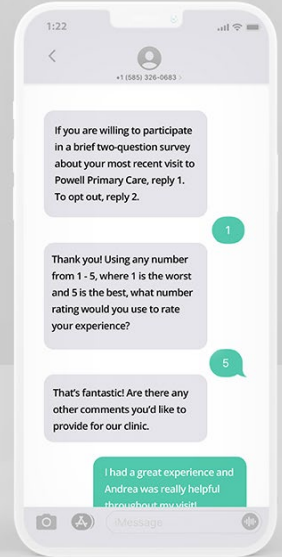 1:22
+1 (585) 326-0683 >
If you are willing to participate
in a brief two-question survey
about your most recent visit to
Powell Primary Care, reply 1.
To opt out, reply 2.
1
Thank you! Using any number
from 1 - 5, where 1 is the worst
and 5 is the best, what number
rating would you use to rate
your experience?
5
That's fantastic! Are there any
other comments you'd like to
provide for our clinic.
I had a great experience and
Andrea was really helpful
throughout my visit!
iMessage